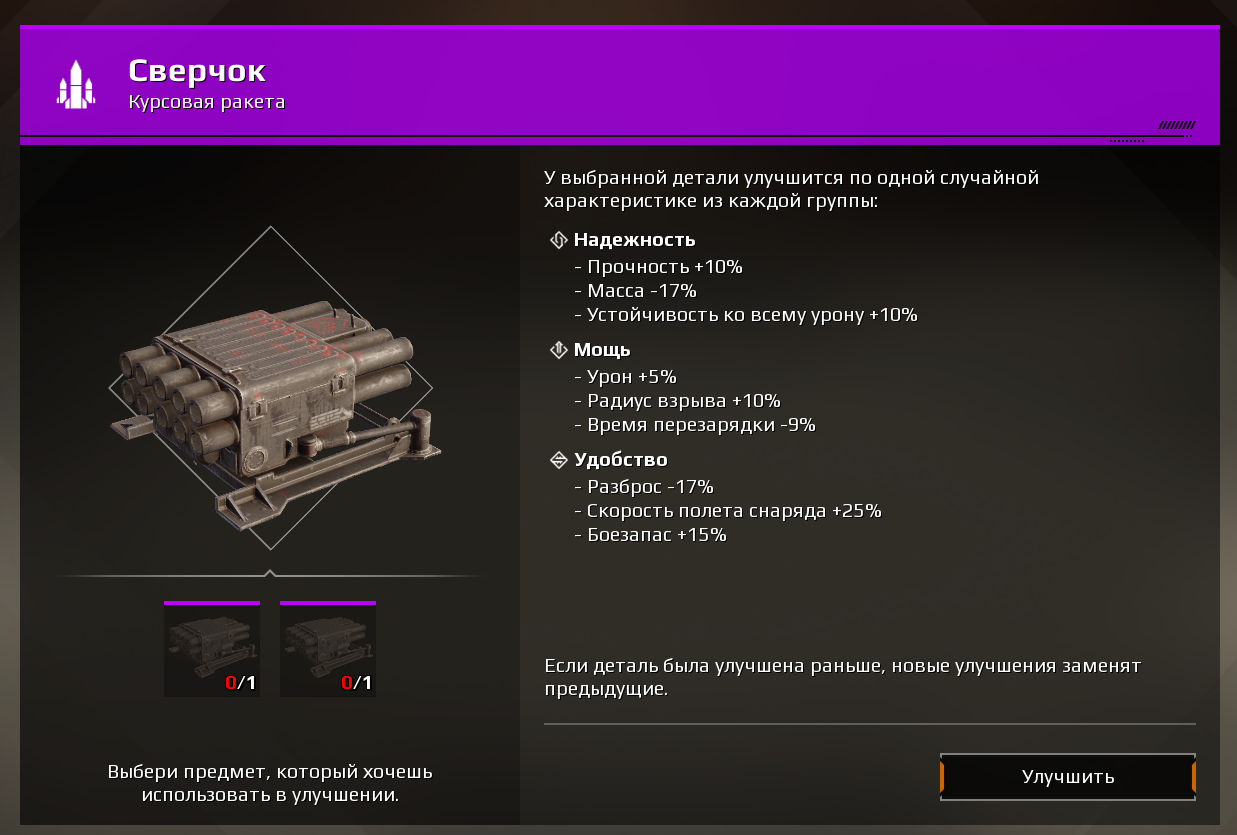 Сверчок
Курсовая ракета
У выбранной детали улучшится по одной случайной
характеристике из каждой группы:
Надежность
- Прочность +10%
- Масса -17%
- Устойчивость ко всему урону +10%
Мощь
- Урон +5%
- Радиус взрыва +10%
- Время перезарядки -9%
Удобство
- Разброс -17%
- Скорость полета снаряда +25%
- Боезапас +15%
0/1 0/1
Если деталь была улучшена раньше, новые улучшения заменят
предыдущие.
Выбери предмет, который хочешь
использовать в улучшении.
Улучшить